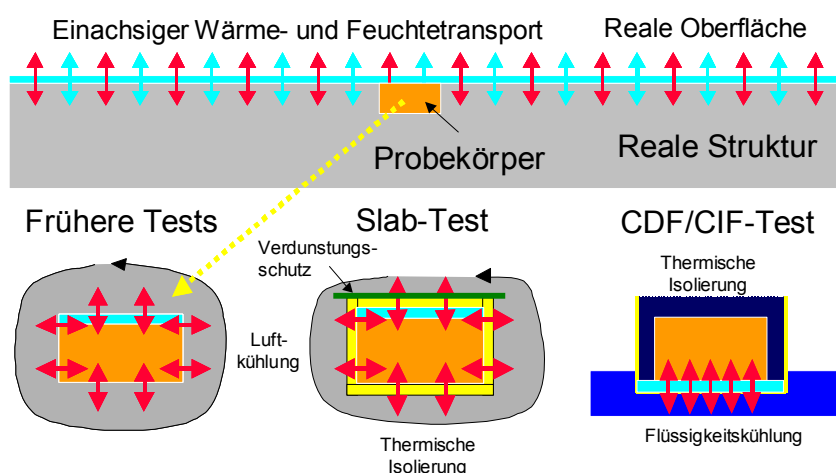 Einachsiger Wärme- und Feuchtetransport
Reale Oberfläche
Probekörper
Reale Struktur
Frühere Tests
Slab-Test
CDF/CIF-Test
Verdunstungs-
schutz
Thermische
Isolierung
Luft-
kühlung
Flüssigkeitskühlung
Thermische
Isolierung